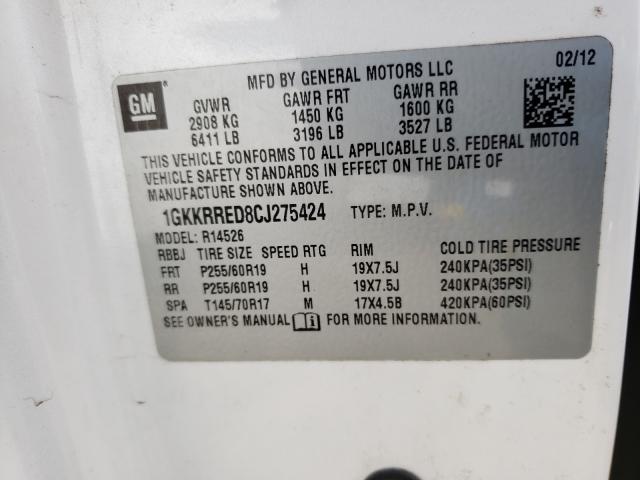 MFD BY GENERAL MOTORS LLC 02/12
GM
GVWR GAWR FRT GAWR RR
2908 KG 1450 KG 1600 KG
6411 LB 3196 LB 3527 LB
THIS VEHICLE CONFORMS TO ALL APPLICABLE U.S. FEDERAL MOTOR
VEHICLE SAFETY STANDARDS IN EFFECT ON THE DATE OF
MANUFACTURE SHOWN ABOVE.
1GKKRRED8CJ275424 TYPE: M.P.V.
MODEL: R14526
RBBJ TIRE SIZE SPEED RTG RIM COLD TIRE PRESSURE
FRT P255/60R19 H 19X7.5J 240KPA(35PSI)
RR P255/60R19 H 19X7.5J 240KPA(35PSI)
SPA T145/70R17 M 17X4.5B 420KPA(60PSI)
SEE OWNER'S MANUAL FOR MORE INFORMATION.